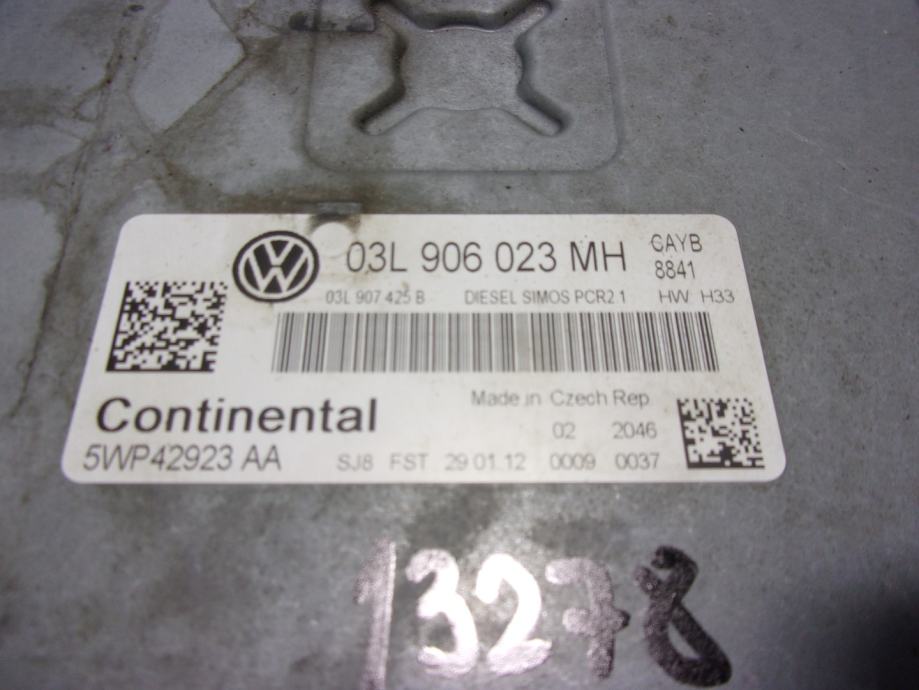 03L 906 023 MH CAYB
8841
03L 907 425 B DIESEL SIMOS PCR2.1 HW H33
Continental Made in Czech Rep
02 2046
5WP42923 AA SJ8 FST 29.01.12 0009 0037
13278